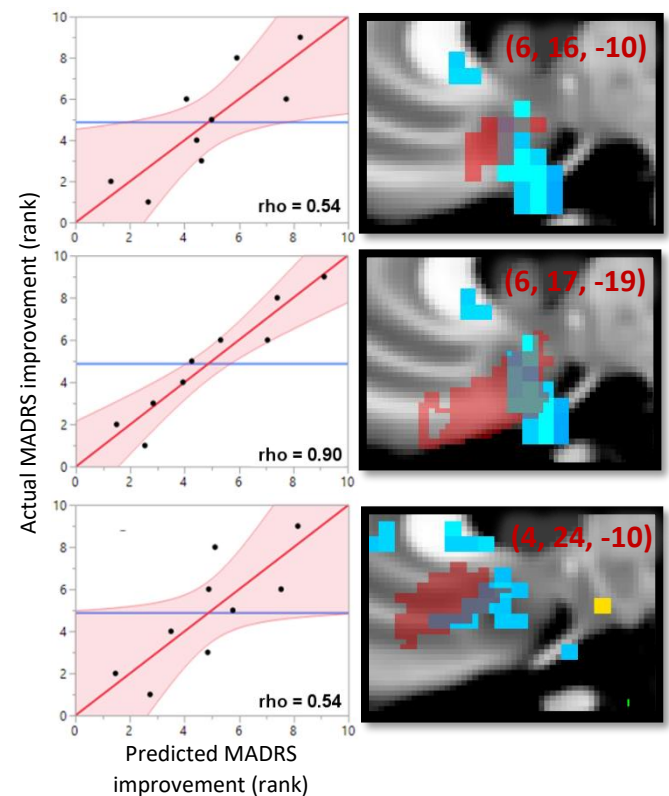 Actual MADRS improvement (rank)
10
8
6
4
2
0
0 2 4 6 8 10
rho = 0.54
(6, 16, -10)
10
8
6
4
2
0
0 2 4 6 8 10
rho = 0.90
(6, 17, -19)
10
8
6
4
2
0
0 2 4 6 8 10
rho = 0.54
(4, 24, -10)
Predicted MADRS
improvement (rank)